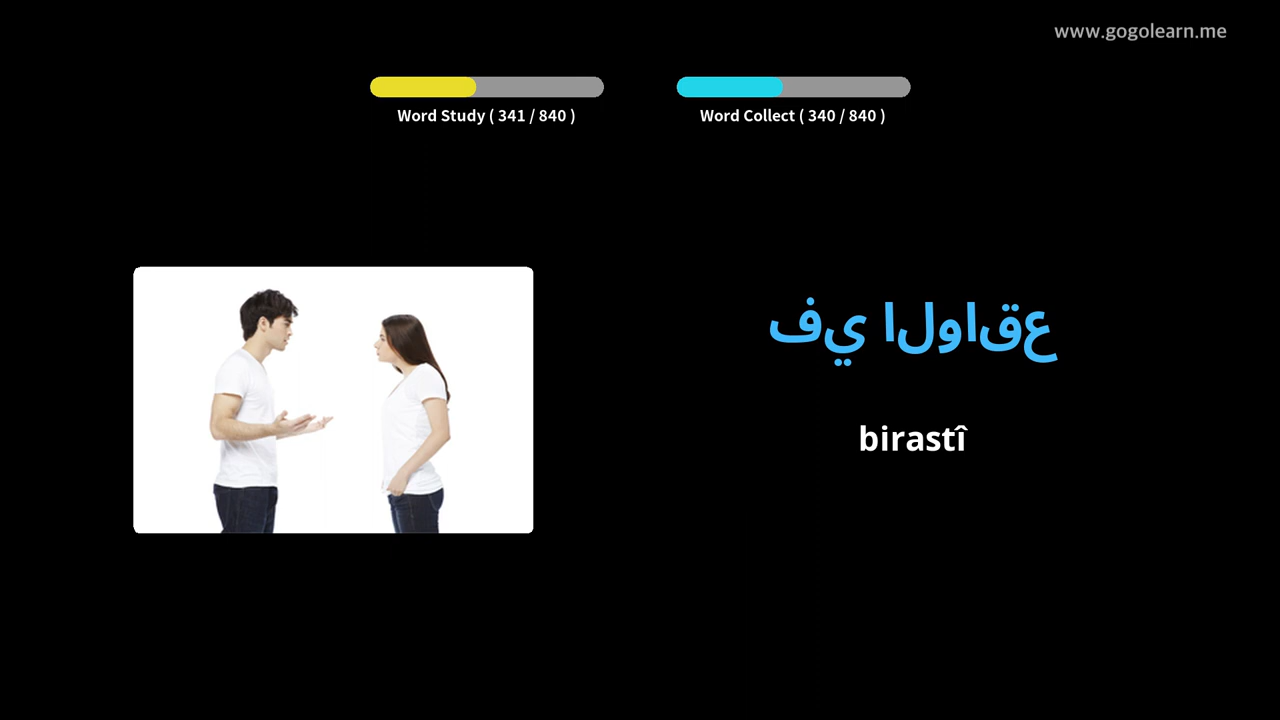 www.gogolearn.me
Word Study ( 341 / 840 )
Word Collect ( 340 / 840 )
في الواقع
birastî